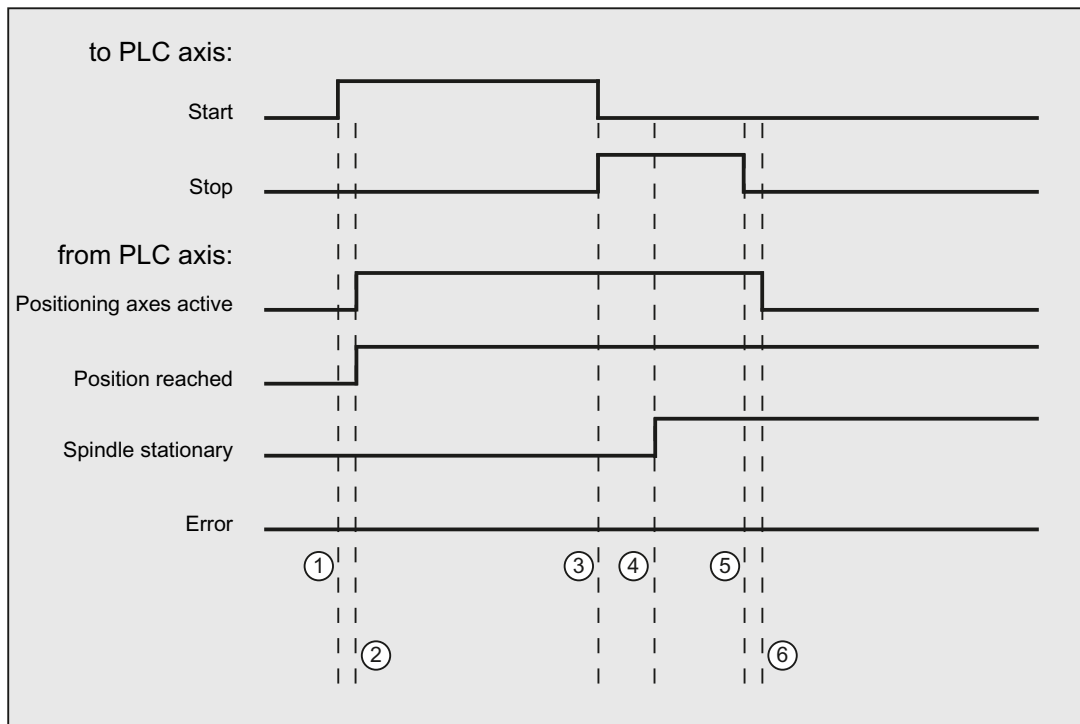 to PLC axis:
Start
Stop
from PLC axis:
Positioning axes active
Position reached
Spindle stationary
Error
1 3 4 5
2 6